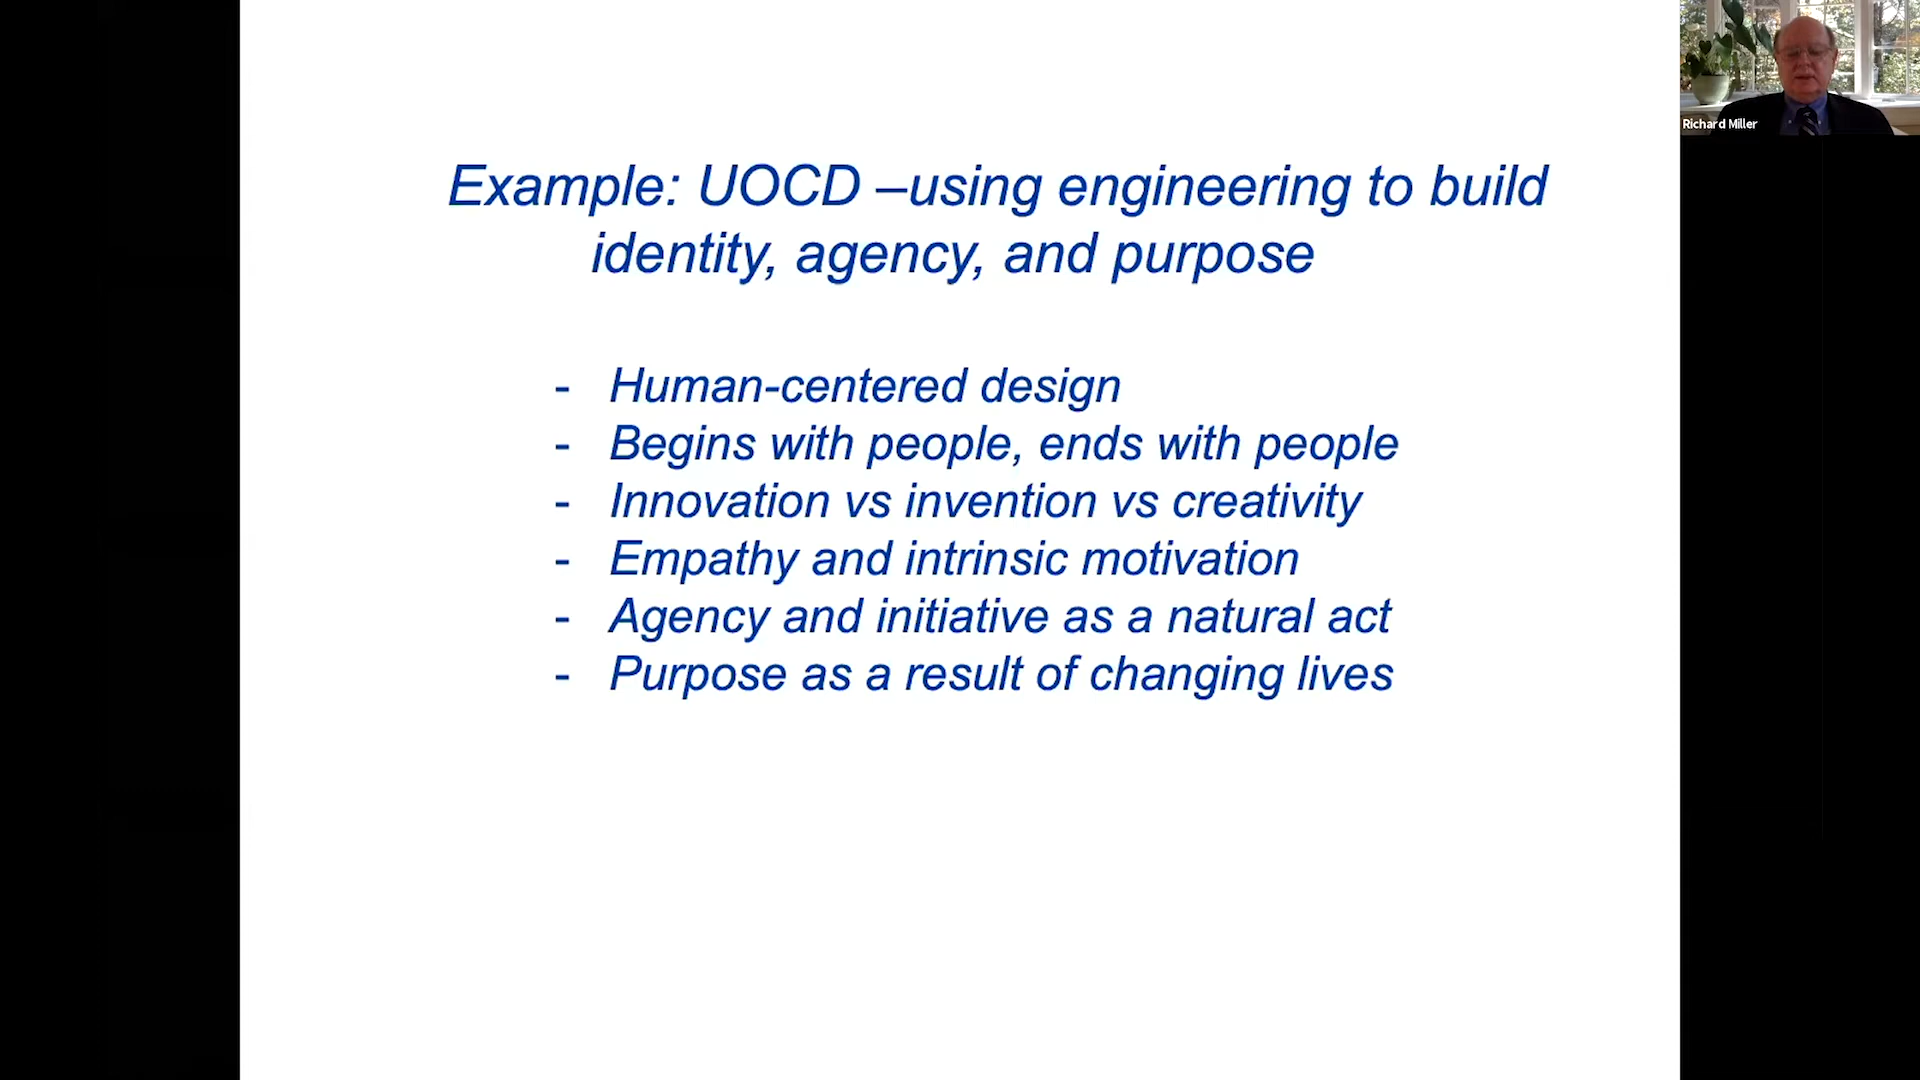 Example: UOCD –using engineering to build
identity, agency, and purpose
- Human-centered design
- Begins with people, ends with people
- Innovation vs invention vs creativity
- Empathy and intrinsic motivation
- Agency and initiative as a natural act
- Purpose as a result of changing lives
Richard Miller